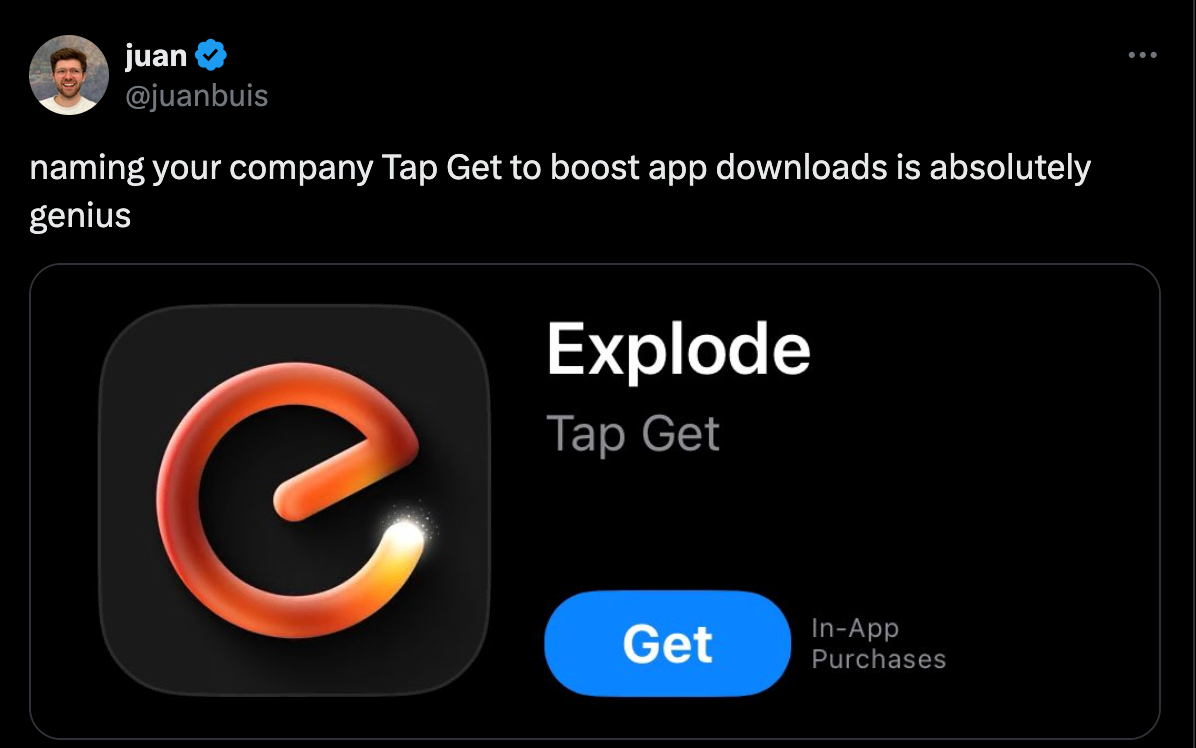 juan
@juanbuis
naming your company Tap Get to boost app downloads is absolutely
genius
Explode
Tap Get
Get
In-App
Purchases